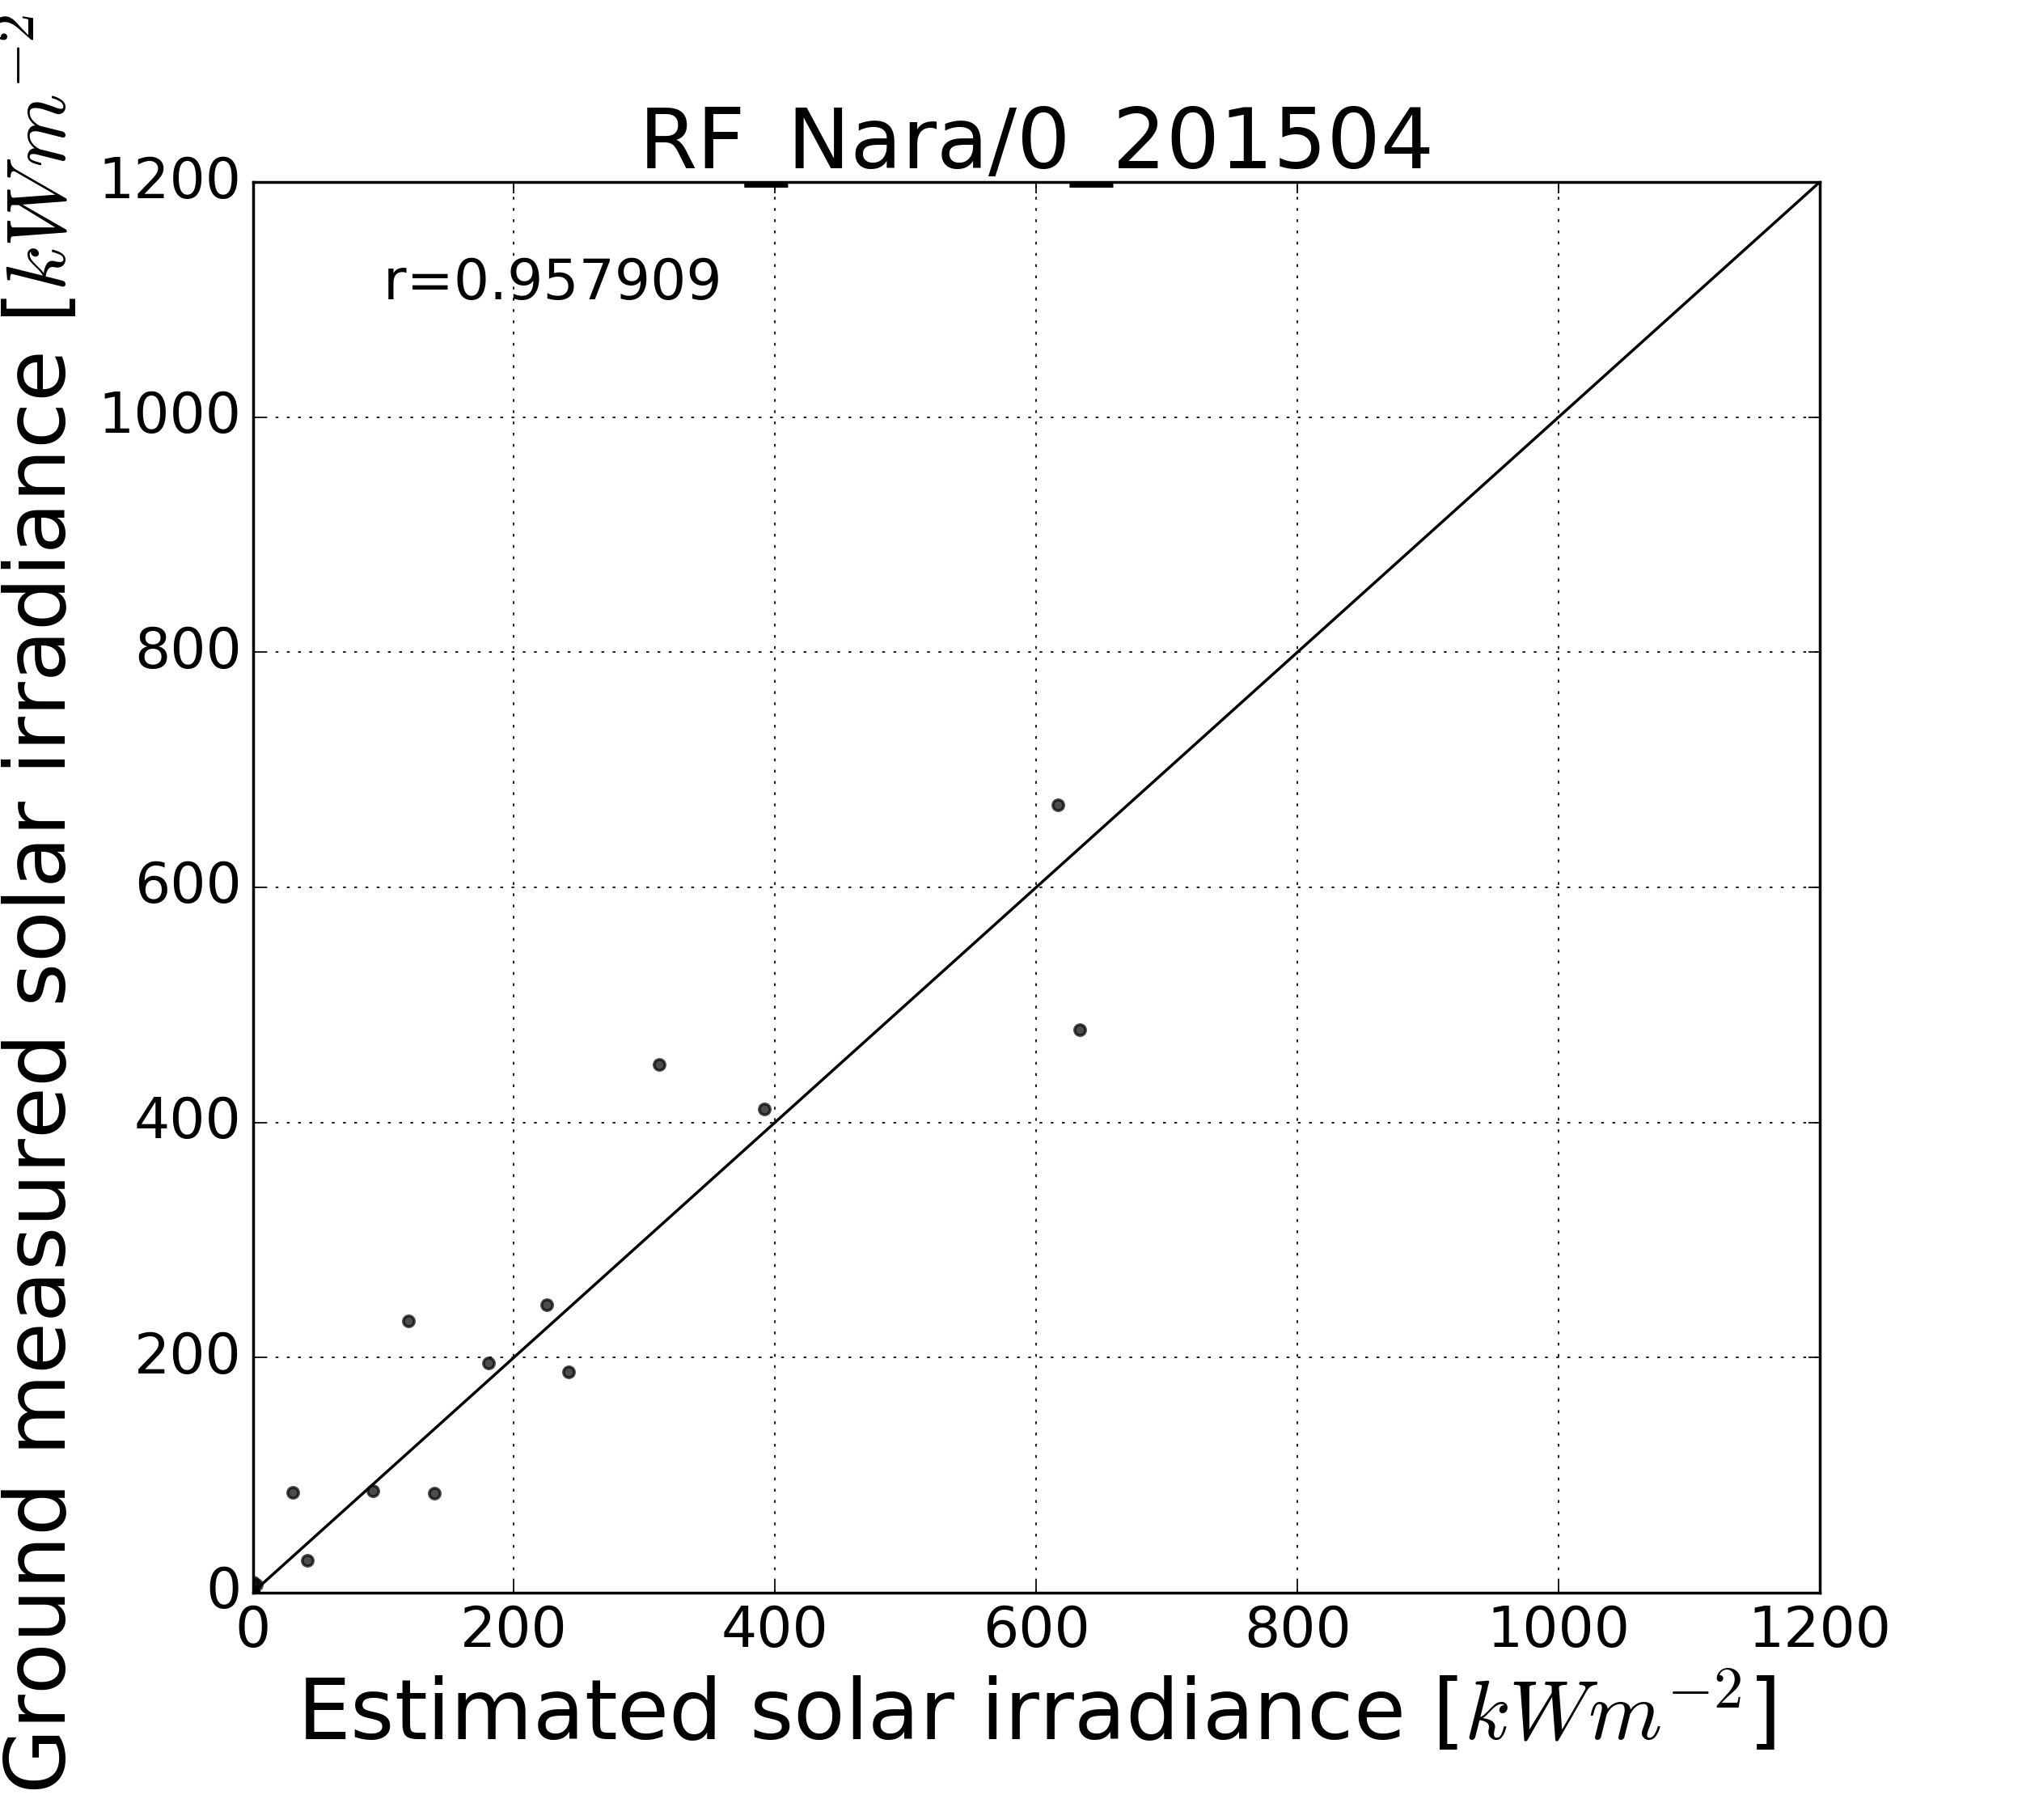 RF_Nara/0_201504
r=0.957909
Ground measured solar irradiance [kWm⁻²
1200
1000
800
600
400
200
0
0 200 400 600 800 1000 1200
Estimated solar irradiance [kWm⁻²]